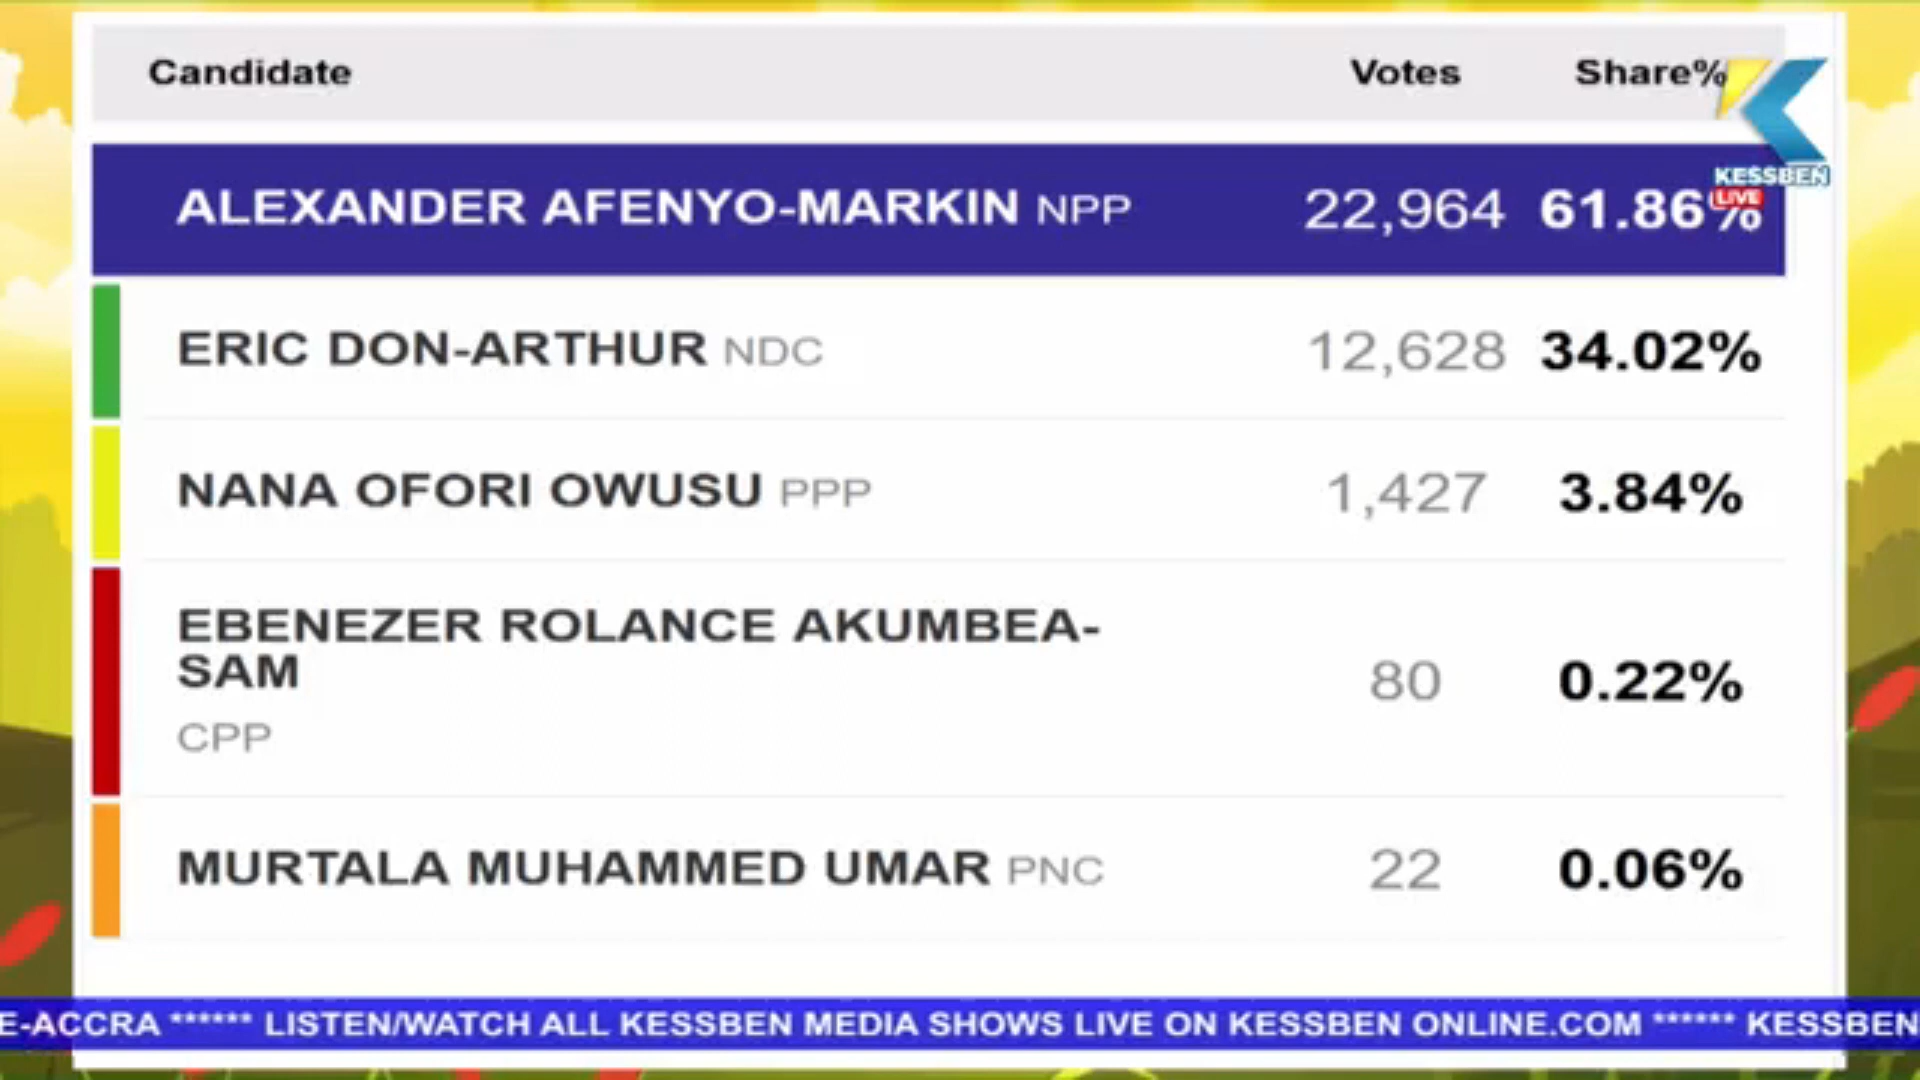 Candidate Votes Share%
KESSBEN
LIVE
ALEXANDER AFENYO-MARKIN NPP 22,964 61.86%
ERIC DON-ARTHUR NDC 12,628 34.02%
NANA OFORI OWUSU PPP 1,427 3.84%
EBENEZER ROLANCE AKUMBEA-
SAM
CPP 80 0.22%
MURTALA MUHAMMED UMAR PNC 22 0.06%
E-ACCRA ****** LISTEN/WATCH ALL KESSBEN MEDIA SHOWS LIVE ON KESSBEN ONLINE.COM ****** KESSBEN